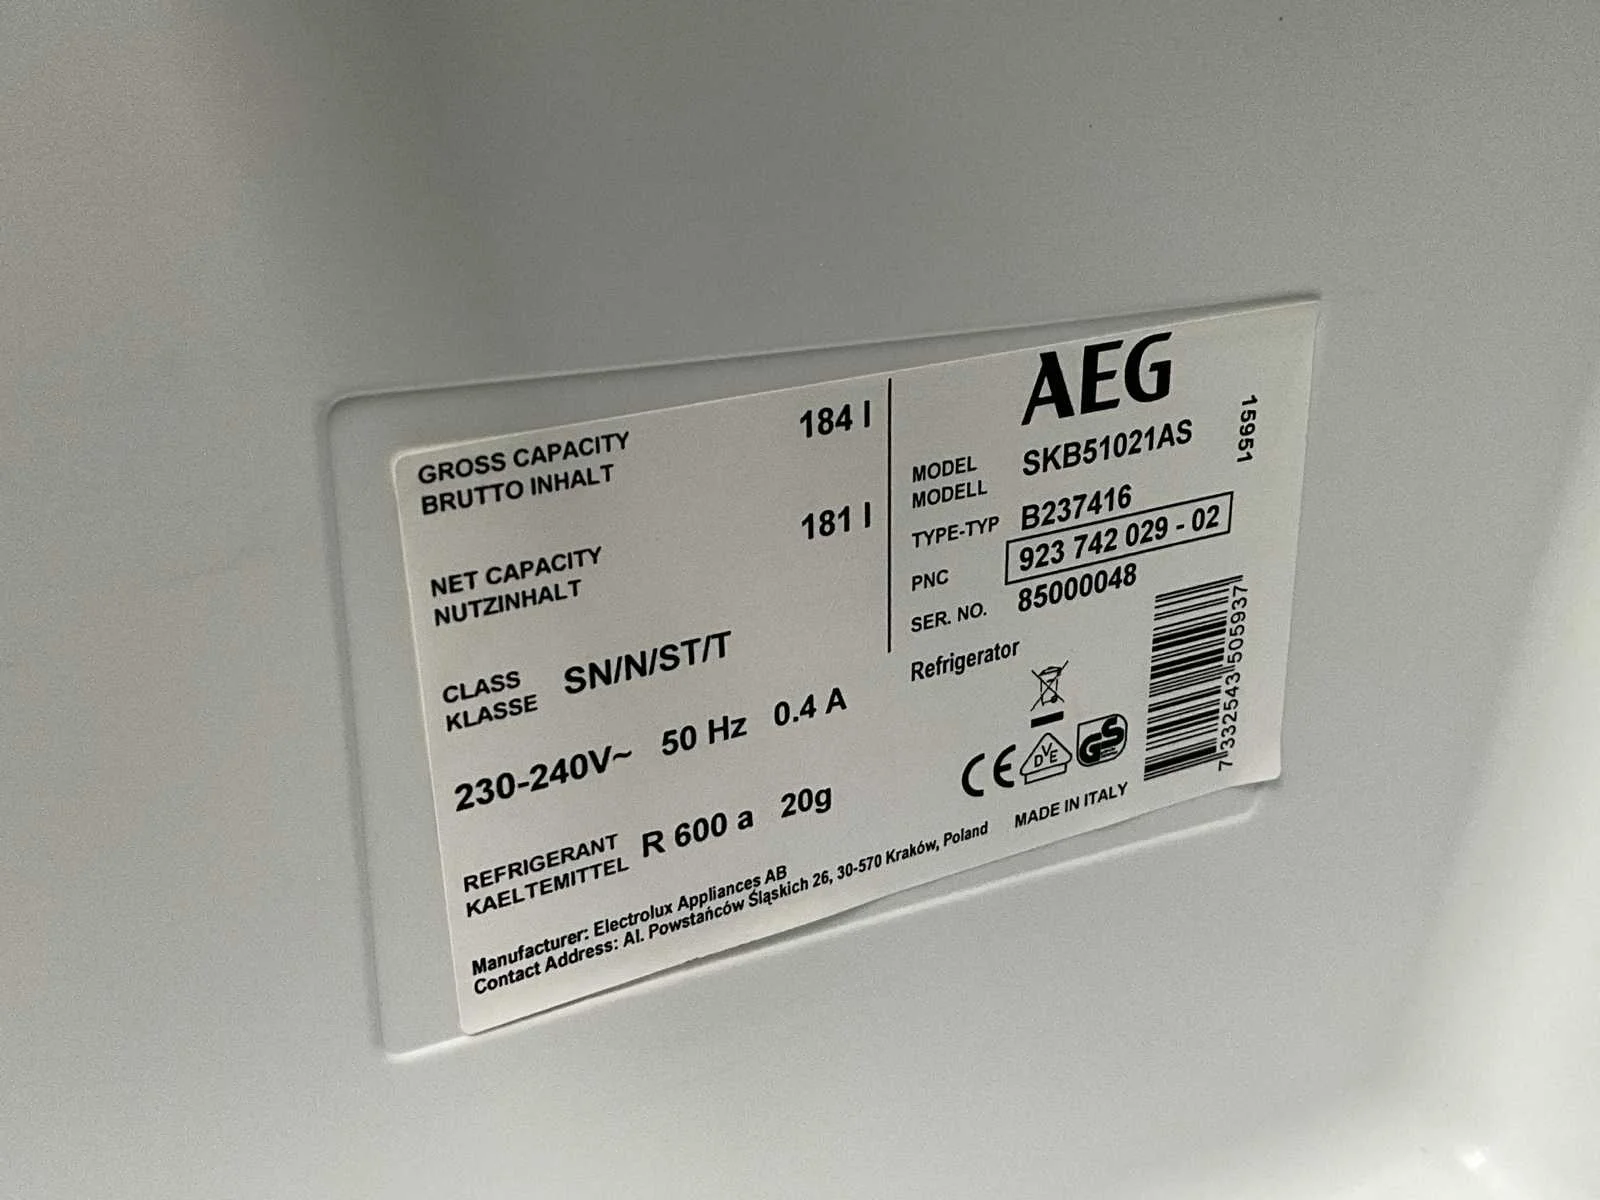 GROSS CAPACITY 184 l
BRUTTO INHALT
NET CAPACITY 181 l
NUTZINHALT
CLASS SN/N/ST/T
KLASSE
230-240V~ 50 Hz 0.4 A
REFRIGERANT R 600 a 20g
KAELTEMITTEL
Manufacturer: Electrolux Appliances AB
Contact Address: Al. Powstańców Śląskich 26, 30-570 Kraków, Poland
AEG
MODEL SKB51021AS
MODELL
TYPE-TYP B237416
PNC 923 742 029 - 02
SER. NO. 85000048
Refrigerator
CE
DVE
GS
MADE IN ITALY
15951
7332543505937